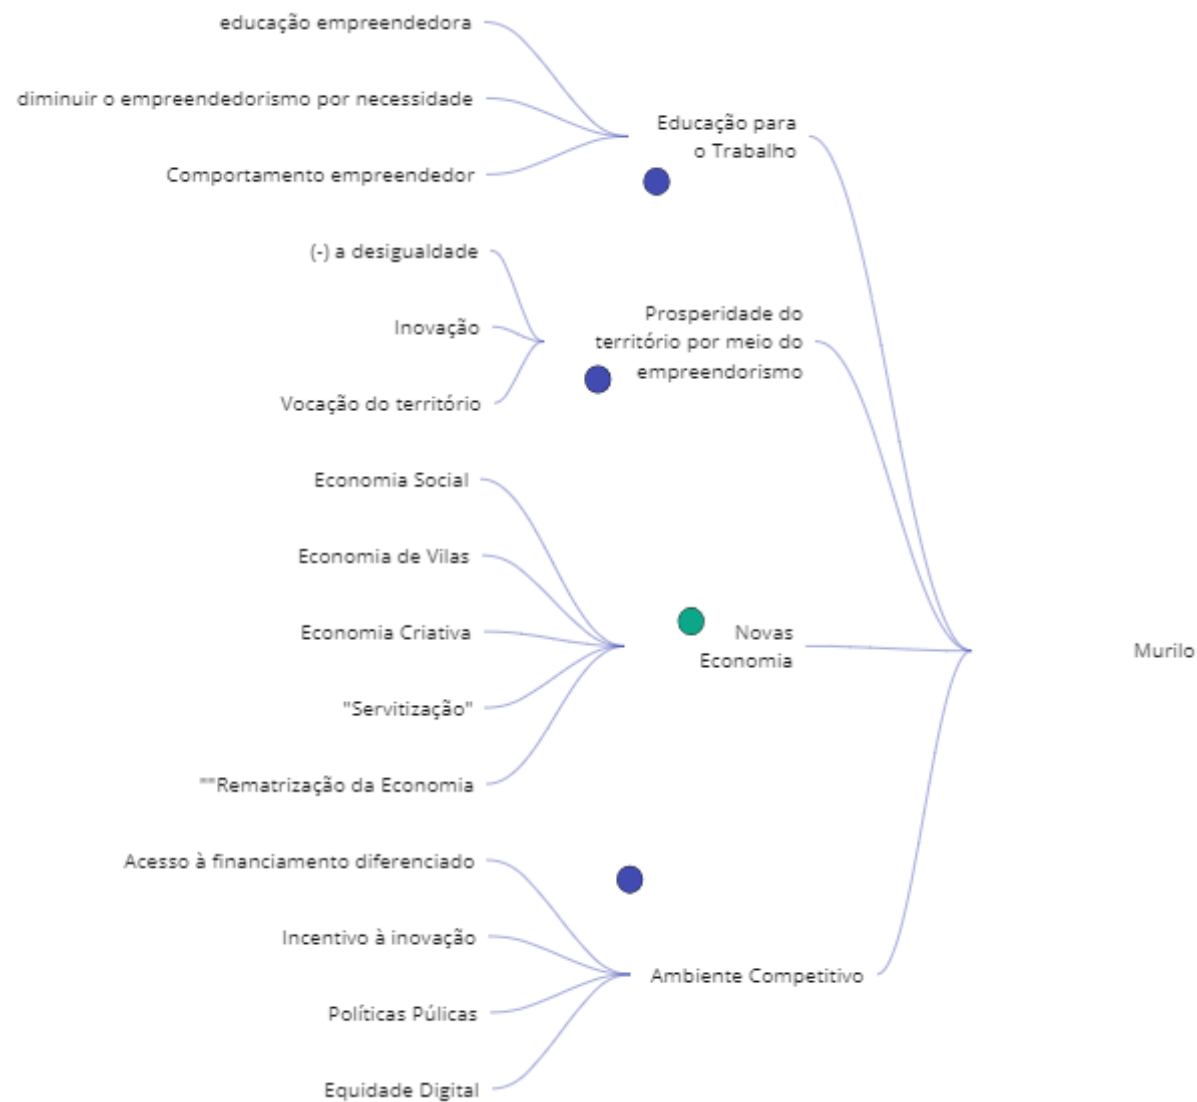 educação empreendedora
diminuir o empreendedorismo por necessidade
Comportamento empreendedor
Educação para
o Trabalho
(-) a desigualdade
Inovação
Vocação do território
Prosperidade do
território por meio do
empreendorismo
Economia Social
Economia de Vilas
Economia Criativa
"Servitização"
""Rematrização da Economia
Novas
Economia
Murilo
Acesso à financiamento diferenciado
Incentivo à inovação
Políticas Púlicas
Equidade Digital
Ambiente Competitivo